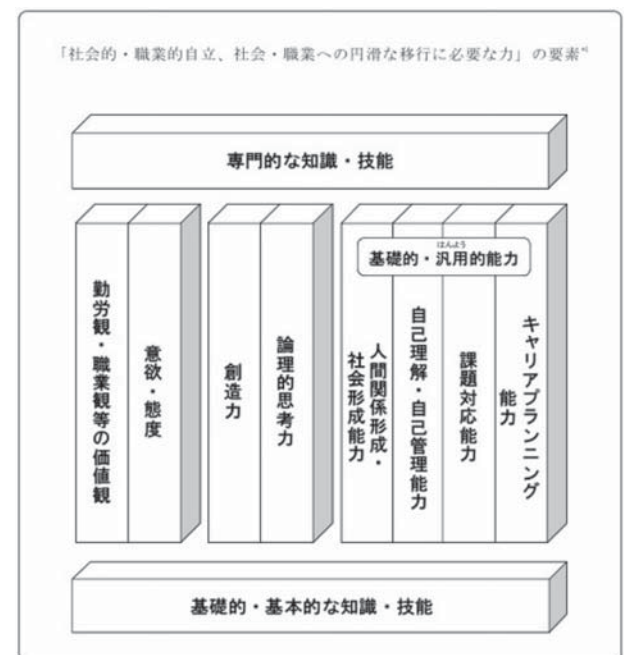 「社会的・職業的自立、社会・職業への円滑な移行に必要な力」の要素*1
専門的な知識・技能
勤労観・職業観等の価値観
意欲・態度
創造力
論理的思考力
はんよう
基礎的・汎用的能力
人間関係形成・
社会形成能力
自己理解・自己管理能力
課題対応能力
キャリアプランニング
能力
基礎的・基本的な知識・技能